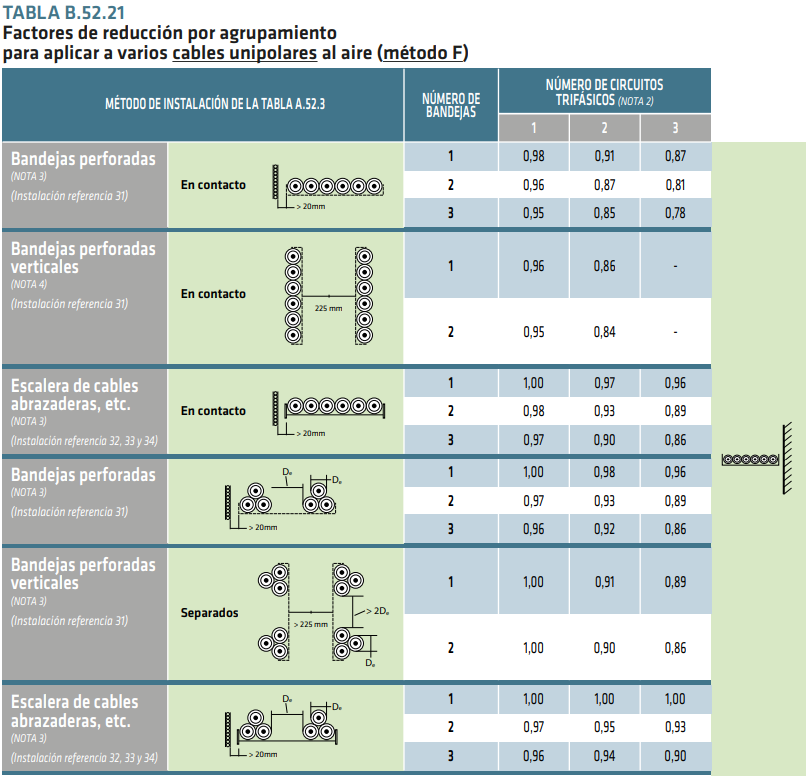 TABLA B.52.21
Factores de reducción por agrupamiento
para aplicar a varios cables unipolares al aire (método F)
MÉTODO DE INSTALACIÓN DE LA TABLA A.52.3
NÚMERO DE
BANDEJAS
NÚMERO DE CIRCUITOS
TRIFÁSICOS (NOTA 2)
1 2 3
Bandejas perforadas
(NOTA 3)
(Instalación referencia 31)
En contacto
> 20mm
1 0,98 0,91 0,87
2 0,96 0,87 0,81
3 0,95 0,85 0,78
Bandejas perforadas
verticales
(NOTA 4)
(Instalación referencia 31)
En contacto
225 mm
1 0,96 0,86 -
2 0,95 0,84 -
Escalera de cables
abrazaderas, etc.
(NOTA 3)
(Instalación referencia 32, 33 y 34)
En contacto
> 20mm
1 1,00 0,97 0,96
2 0,98 0,93 0,89
3 0,97 0,90 0,86
Bandejas perforadas
(NOTA 3)
(Instalación referencia 31)
De
De
> 20mm
1 1,00 0,98 0,96
2 0,97 0,93 0,89
3 0,96 0,92 0,86
Bandejas perforadas
verticales
(NOTA 3)
(Instalación referencia 31)
Separados
> 225 mm
> 2De
De
1 1,00 0,91 0,89
2 1,00 0,90 0,86
Escalera de cables
abrazaderas, etc.
(NOTA 3)
(Instalación referencia 32, 33 y 34)
De
De
> 20mm
1 1,00 1,00 1,00
2 0,97 0,95 0,93
3 0,96 0,94 0,90